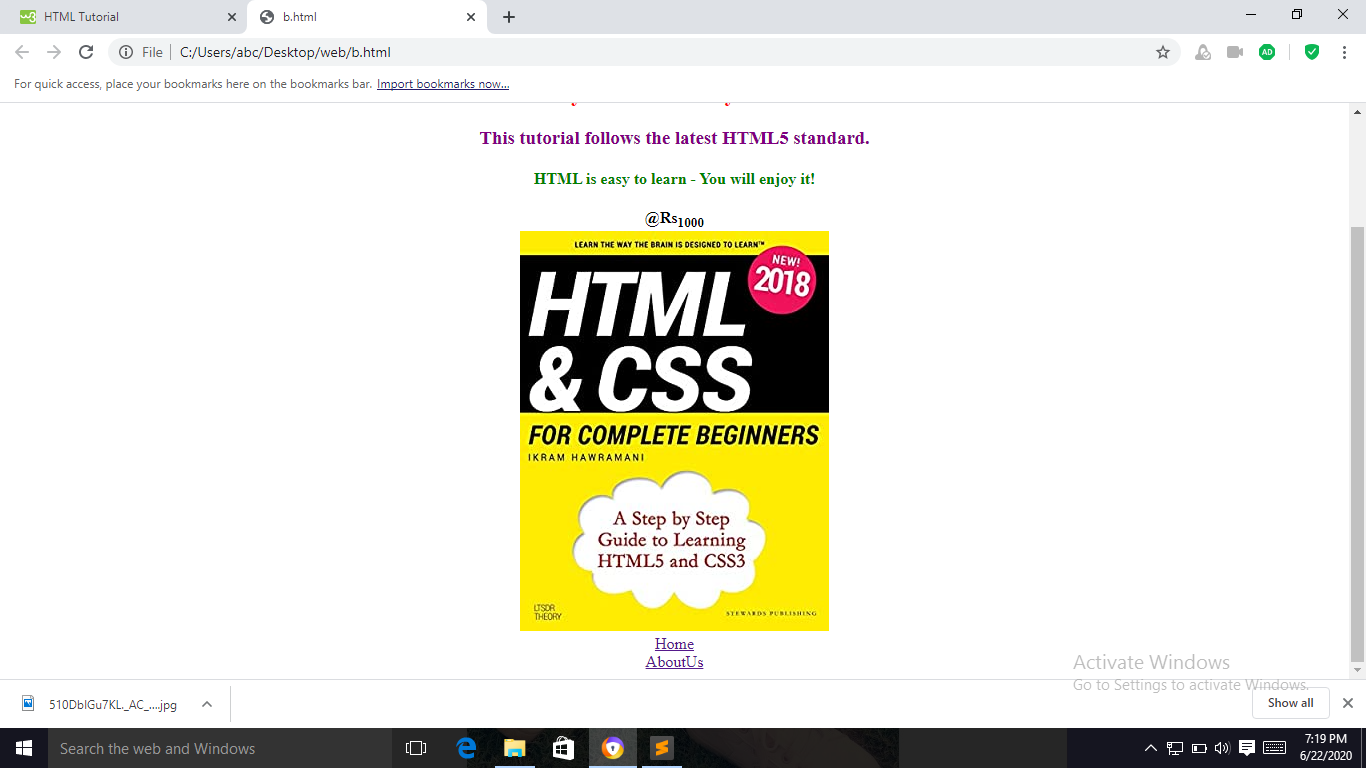 HTML Tutorial
b.html
File
C:/Users/abc/Desktop/web/b.html
AD
For quick access, place your bookmarks here on the bookmarks bar. Import bookmarks now...
This tutorial follows the latest HTML5 standard.
HTML is easy to learn - You will enjoy it!
@Rs1000
LEARN THE WAY THE BRAIN IS DESIGNED TO LEARN™
NEW!
2018
HTML
& CSS
FOR COMPLETE BEGINNERS
IKRAM HAWRAMANI
A Step by Step
Guide to Learning
HTML5 and CSS3
LTSDR
THEORY
STEWARDS PUBLISHING
Home
AboutUs
Activate Windows
Go to Settings to activate Windows.
510DbIGu7KL._AC_....jpg
Show all
Search the web and Windows
7:19 PM
6/22/2020